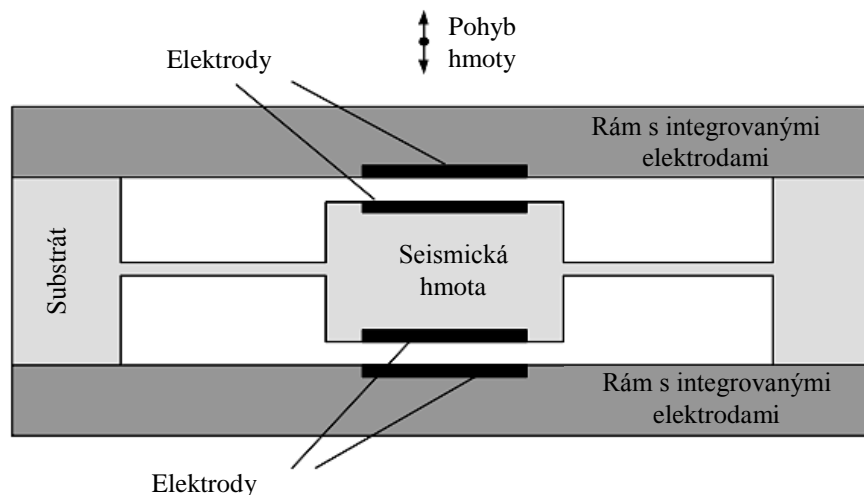 Pohyb
hmoty
Elektrody
Rám s integrovanými
elektrodami
Substrát
Seismická
hmota
Rám s integrovanými
elektrodami
Elektrody